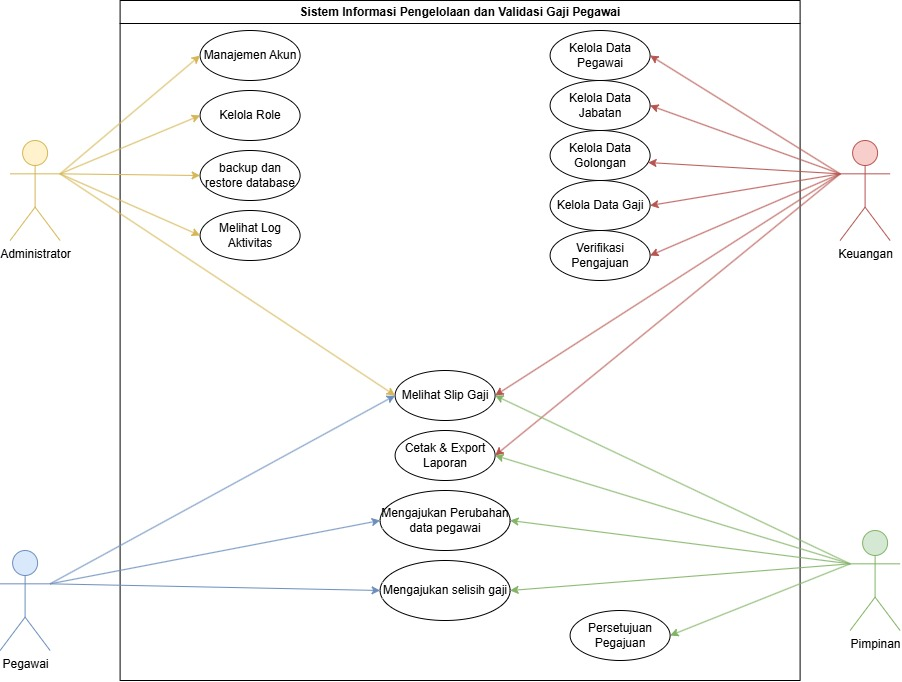 Sistem Informasi Pengelolaan dan Validasi Gaji Pegawai
Manajemen Akun
Kelola Role
backup dan
restore database
Melihat Log
Aktivitas
Administrator
Kelola Data
Pegawai
Kelola Data
Jabatan
Kelola Data
Golongan
Kelola Data Gaji
Verifikasi
Pengajuan
Keuangan
Melihat Slip Gaji
Cetak & Export
Laporan
Mengajukan Perubahan
data pegawai
Mengajukan selisih gaji
Pegawai
Persetujuan
Pegajuan
Pimpinan